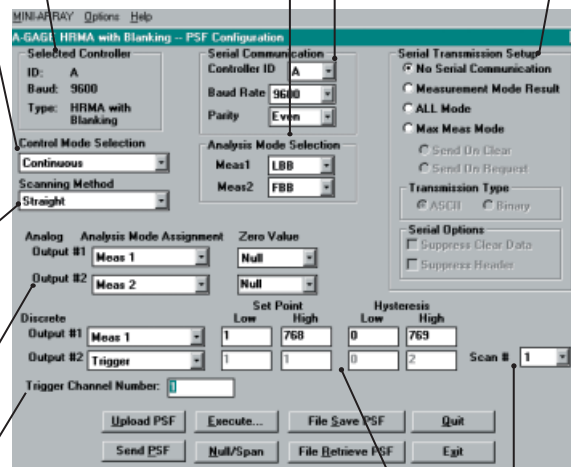 MINI-ARRAY Options Help
A-GAGE HRMA with Blanking -- PSF Configuration
Selected Controller
ID: A
Baud: 9600
Type: HRMA with Blanking
Serial Communication
Controller ID A
Baud Rate 9600
Parity Even
Serial Transmission Setup
No Serial Communication
Measurement Mode Result
ALL Mode
Max Meas Mode
Send On Clear
Send On Request
Transmission Type
ASCII Binary
Serial Options
Suppress Clear Data
Suppress Header
Control Mode Selection
Continuous
Scanning Method
Straight
Analysis Mode Selection
Meas1 LBB
Meas2 FBB
Analog Analysis Mode Assignment Zero Value
Output #1 Meas 1 Null
Output #2 Meas 2 Null
Set Point Hysteresis
Discrete Low High Low High
Output #1 Meas 1 1 768 0 769
Output #2 Trigger 1 1 0 2 Scan # 1
Trigger Channel Number: 1
Upload PSF Execute... File Save PSF Quit
Send PSF Null/Span File Retrieve PSF Exit